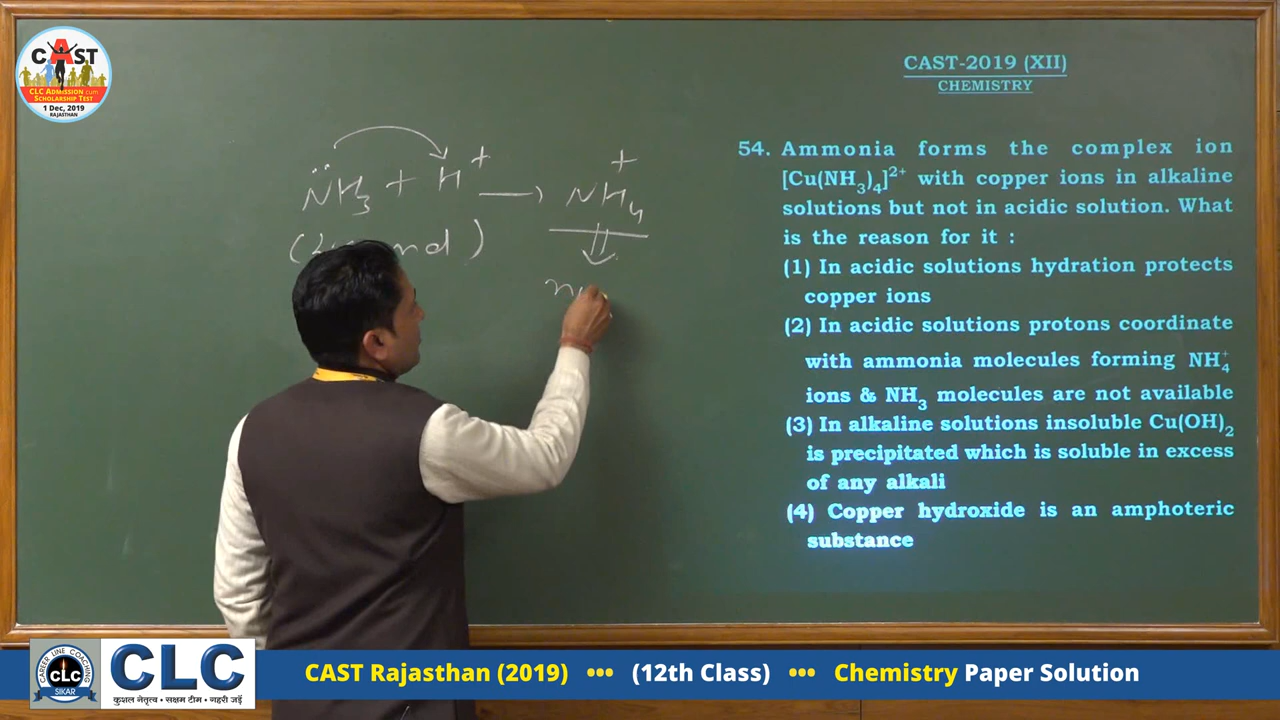 CAST
CLC ADMISSION cum
SCHOLARSHIP TEST
1 Dec, 2019
RAJASTHAN
CAST-2019 (XII)
CHEMISTRY
54. Ammonia forms the complex ion
[Cu(NH₃)₄]²⁺ with copper ions in alkaline
solutions but not in acidic solution. What
is the reason for it :
(1) In acidic solutions hydration protects
copper ions
(2) In acidic solutions protons coordinate
with ammonia molecules forming NH₄⁺
ions & NH₃ molecules are not available
(3) In alkaline solutions insoluble Cu(OH)₂
is precipitated which is soluble in excess
of any alkali
(4) Copper hydroxide is an amphoteric
substance
N̈H₃ + H⁺ → NH₄⁺
CAREER LINE COACHING
CLC
SIKAR
CLC
कुशल नेतृत्व • सक्षम टीम • गहरी जड़ें
CAST Rajasthan (2019) ••• (12th Class) ••• Chemistry Paper Solution